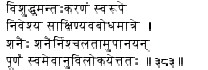 विशुद्धमन्तःकरणं स्वरूपे
निवेश्य साक्षिण्यवबोधमात्रे ।
शनैः शनैर्निश्चलतामुपानयन्
पूर्णं स्वमेवानुविलोकयेत्ततः ॥३८३॥